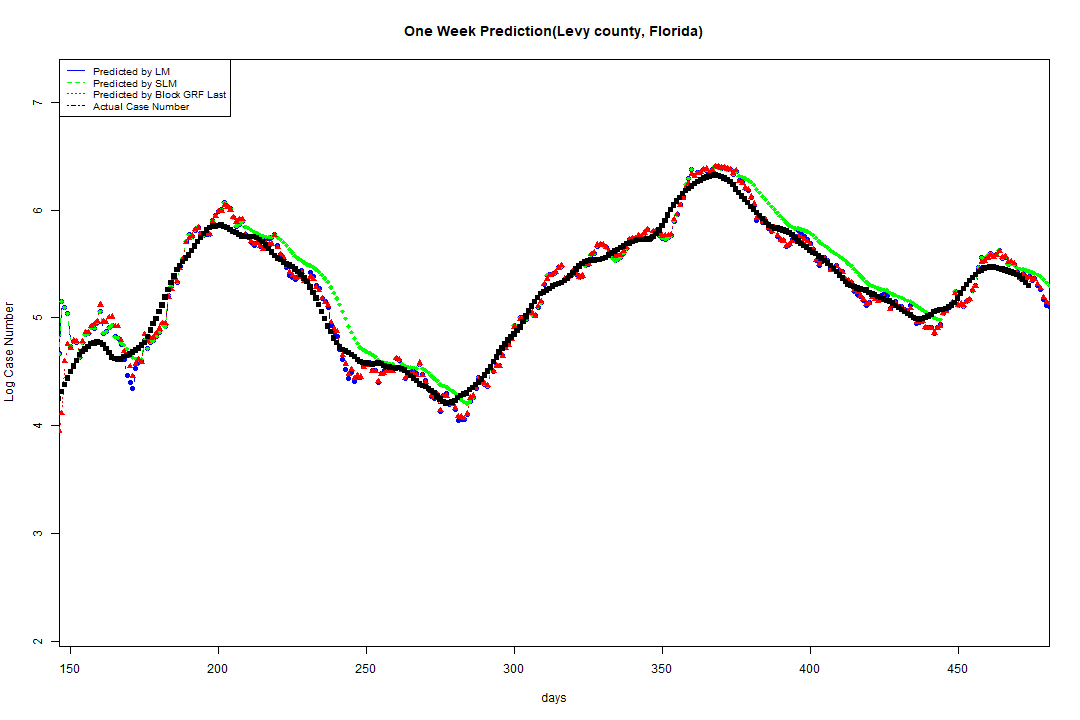 One Week Prediction(Levy county, Florida)
Predicted by LM
Predicted by SLM
Predicted by Block GRF Last
Actual Case Number
7
6
5
4
3
2
Log Case Number
150 200 250 300 350 400 450
days